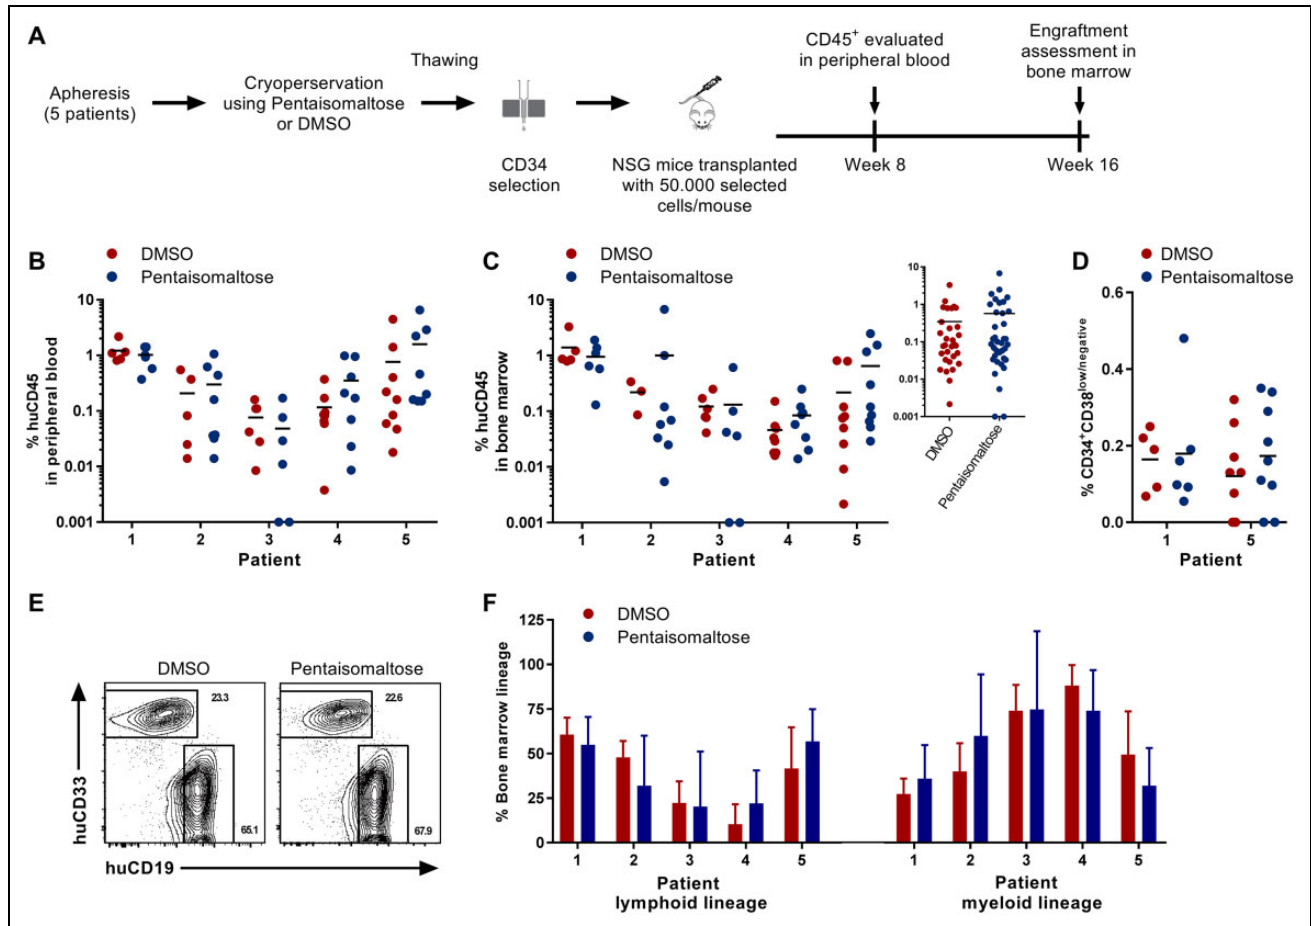 A
Apheresis
(5 patients)
Cryoperservation
using Pentaisomaltose
or DMSO
Thawing
CD34
selection
NSG mice transplanted
with 50.000 selected
cells/mouse
CD45+ evaluated
in peripheral blood
Week 8
Engraftment
assessment in
bone marrow
Week 16
B
DMSO
Pentaisomaltose
% huCD45
in peripheral blood
10
1
0.1
0.01
0.001
1 2 3 4 5
Patient
C
DMSO
Pentaisomaltose
% huCD45
in bone marrow
10
1
0.1
0.01
0.001
1 2 3 4 5
Patient
10
1
0.1
0.01
0.001
DMSO
Pentaisomaltose
D
DMSO
Pentaisomaltose
% CD34+CD38low/negative
0.6
0.4
0.2
0.0
1 5
Patient
E
DMSO
23.3
65.1
Pentaisomaltose
22.6
67.9
huCD33
huCD19
F
DMSO
Pentaisomaltose
% Bone marrow lineage
125
100
75
50
25
0
1 2 3 4 5
Patient
lymphoid lineage
1 2 3 4 5
Patient
myeloid lineage